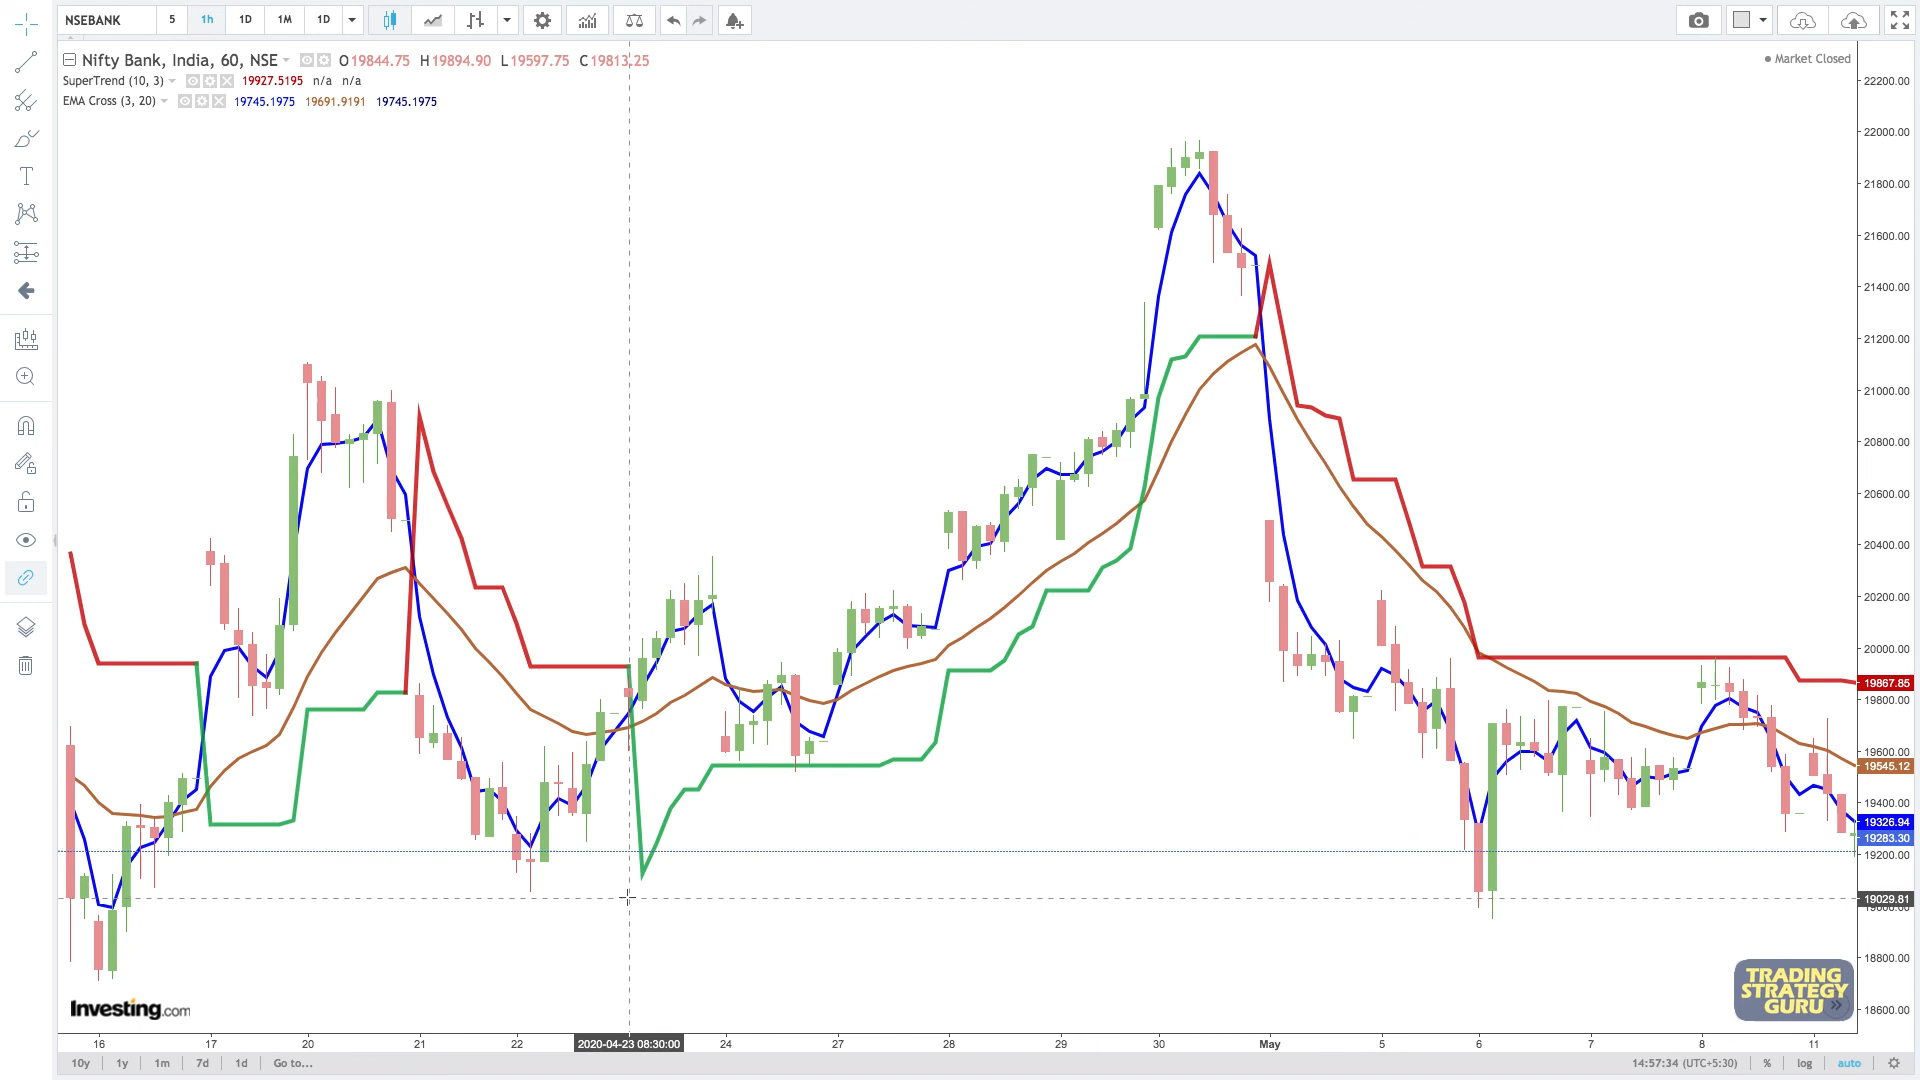 NSEBANK 5 1h 1D 1M 1D
Nifty Bank, India, 60, NSE O 19844.75 H 19894.90 L 19597.75 C 19813.25
Market Closed
SuperTrend (10, 3) 19927.5195 n/a n/a
EMA Cross (3, 20) 19745.1975 19691.9191 19745.1975
22200.00
22000.00
21800.00
21600.00
21400.00
21200.00
21000.00
20800.00
20600.00
20400.00
20200.00
20000.00
19867.85
19800.00
19600.00
19545.12
19400.00
19326.94
19283.30
19200.00
19029.81
19000.00
18800.00
18600.00
TRADING
STRATEGY
GURU
Investing.com
16 17 20 21 22 2020-04-23 08:30:00 24 27 28 29 30 May 5 6 7 8 11
10y 1y 1m 7d 1d Go to... 14:57:34 (UTC+5:30) % log auto